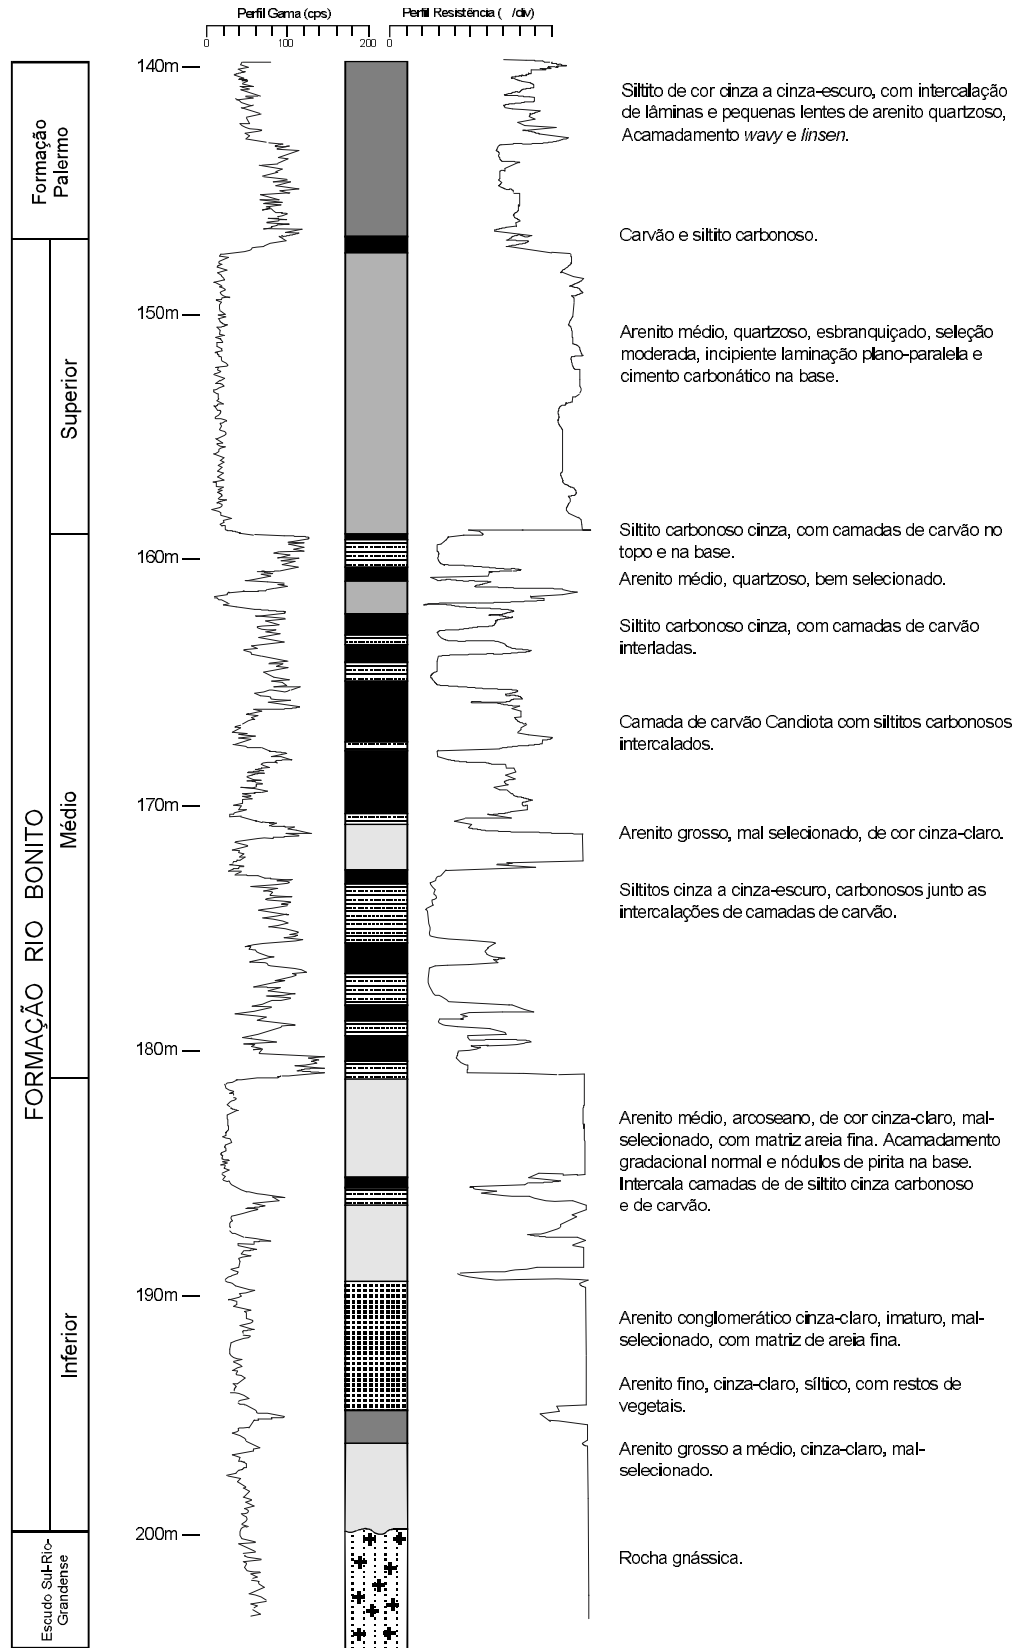 Perfil Gama (cps)
Perfil Resistência ( /div)
0 100 200 0
140m
150m
160m
170m
180m
190m
200m
Formação
Palermo
FORMAÇÃO RIO BONITO
Superior
Médio
Inferior
Escudo Sul-Rio-
Grandense
Siltito de cor cinza a cinza-escuro, com intercalação
de lâminas e pequenas lentes de arenito quartzoso,
Acamadamento wavy e linsen.
Carvão e siltito carbonoso.
Arenito médio, quartzoso, esbranquiçado, seleção
moderada, incipiente laminação plano-paralela e
cimento carbonático na base.
Siltito carbonoso cinza, com camadas de carvão no
topo e na base.
Arenito médio, quartzoso, bem selecionado.
Siltito carbonoso cinza, com camadas de carvão
interladas.
Camada de carvão Candiota com siltitos carbonosos
intercalados.
Arenito grosso, mal selecionado, de cor cinza-claro.
Siltitos cinza a cinza-escuro, carbonosos junto as
intercalações de camadas de carvão.
Arenito médio, arcoseano, de cor cinza-claro, mal-
selecionado, com matriz areia fina. Acamadamento
gradacional normal e nódulos de pirita na base.
Intercala camadas de de siltito cinza carbonoso
e de carvão.
Arenito conglomerático cinza-claro, imaturo, mal-
selecionado, com matriz de areia fina.
Arenito fino, cinza-claro, síltico, com restos de
vegetais.
Arenito grosso a médio, cinza-claro, mal-
selecionado.
Rocha gnássica.